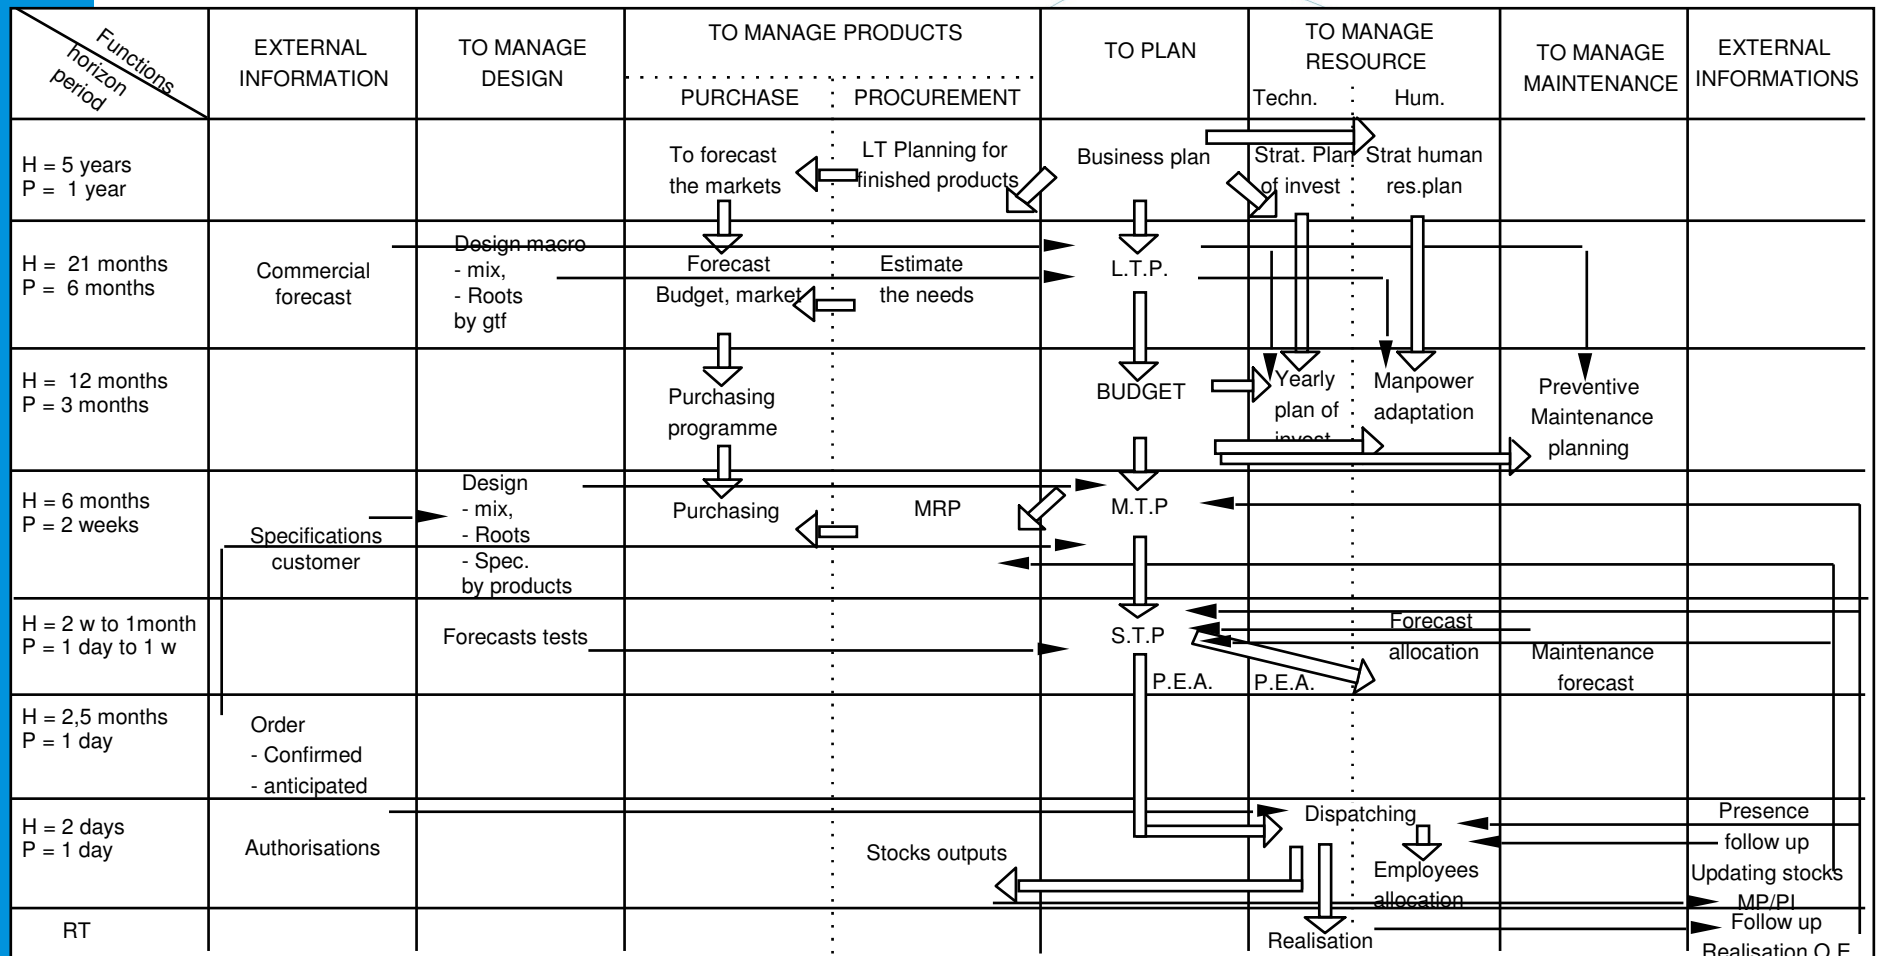 Functions
horizon
period
EXTERNAL
INFORMATION
TO MANAGE
DESIGN
TO MANAGE PRODUCTS
PURCHASE
PROCUREMENT
TO PLAN
TO MANAGE
RESOURCE
Techn.
Hum.
TO MANAGE
MAINTENANCE
EXTERNAL
INFORMATIONS
H = 5 years
P = 1 year
To forecast
the markets
LT Planning for
finished products
Business plan
Strat. Plan
of invest
Strat human
res.plan
H = 21 months
P = 6 months
Commercial
forecast
Design macro
- mix,
- Roots
by gtf
Forecast
Budget, market
Estimate
the needs
L.T.P.
H = 12 months
P = 3 months
Purchasing
programme
BUDGET
Yearly
plan of
invest
Manpower
adaptation
Preventive
Maintenance
planning
H = 6 months
P = 2 weeks
Specifications
customer
Design
- mix,
- Roots
- Spec.
by products
Purchasing
MRP
M.T.P
H = 2 w to 1month
P = 1 day to 1 w
Forecasts tests
S.T.P
P.E.A.
P.E.A.
Forecast
allocation
Maintenance
forecast
H = 2,5 months
P = 1 day
Order
- Confirmed
- anticipated
H = 2 days
P = 1 day
Authorisations
Stocks outputs
Dispatching
Employees
allocation
Presence
follow up
Updating stocks
MP/PI
RT
Realisation
Follow up
Realisation O.F.